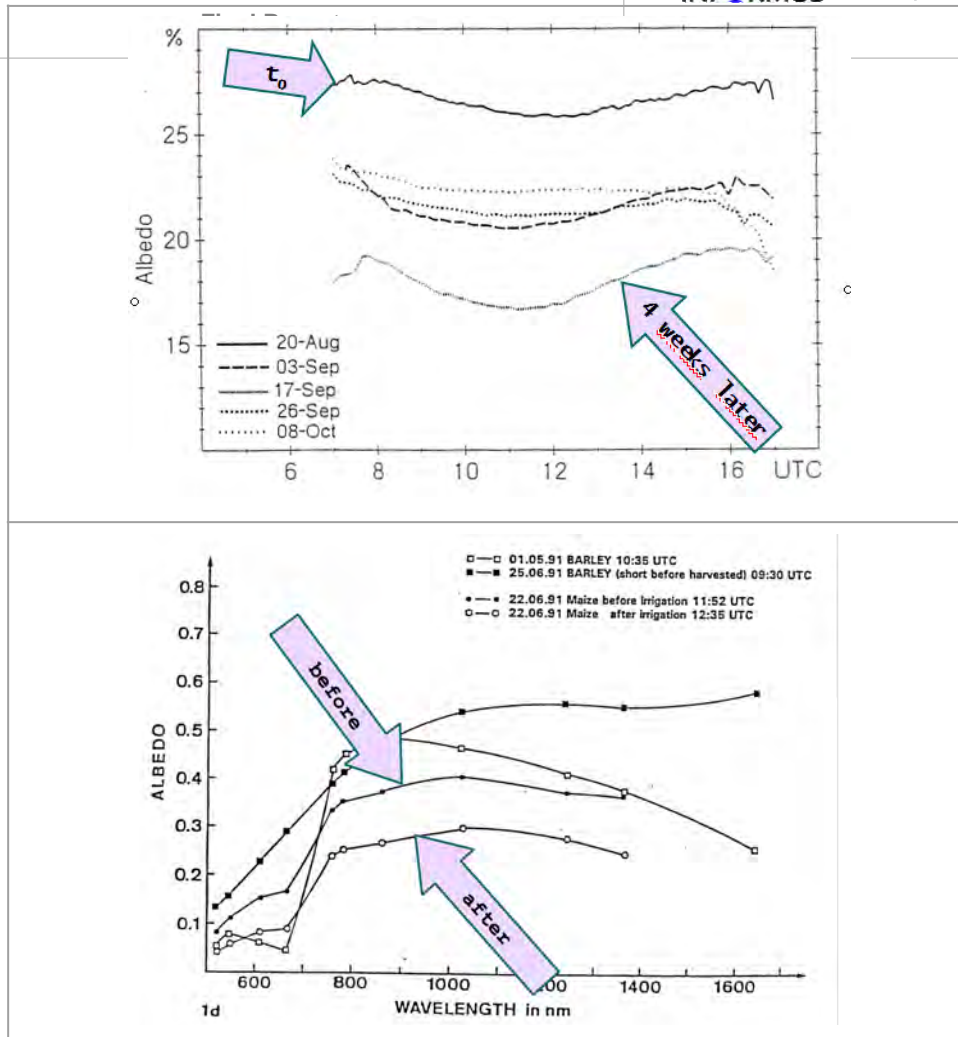 %
t₀
25
20
15
Albedo
20-Aug
03-Sep
17-Sep
26-Sep
08-Oct
4 weeks later
6 8 10 12 14 16 UTC
01.05.91 BARLEY 10:35 UTC
25.06.91 BARLEY (short before harvested) 09:30 UTC
22.06.91 Maize before irrigation 11:52 UTC
22.06.91 Maize after irrigation 12:35 UTC
0.8
0.7
0.6
0.5
0.4
0.3
0.2
0.1
ALBEDO
before
after
600 800 1000 1400 1600
WAVELENGTH in nm
1d